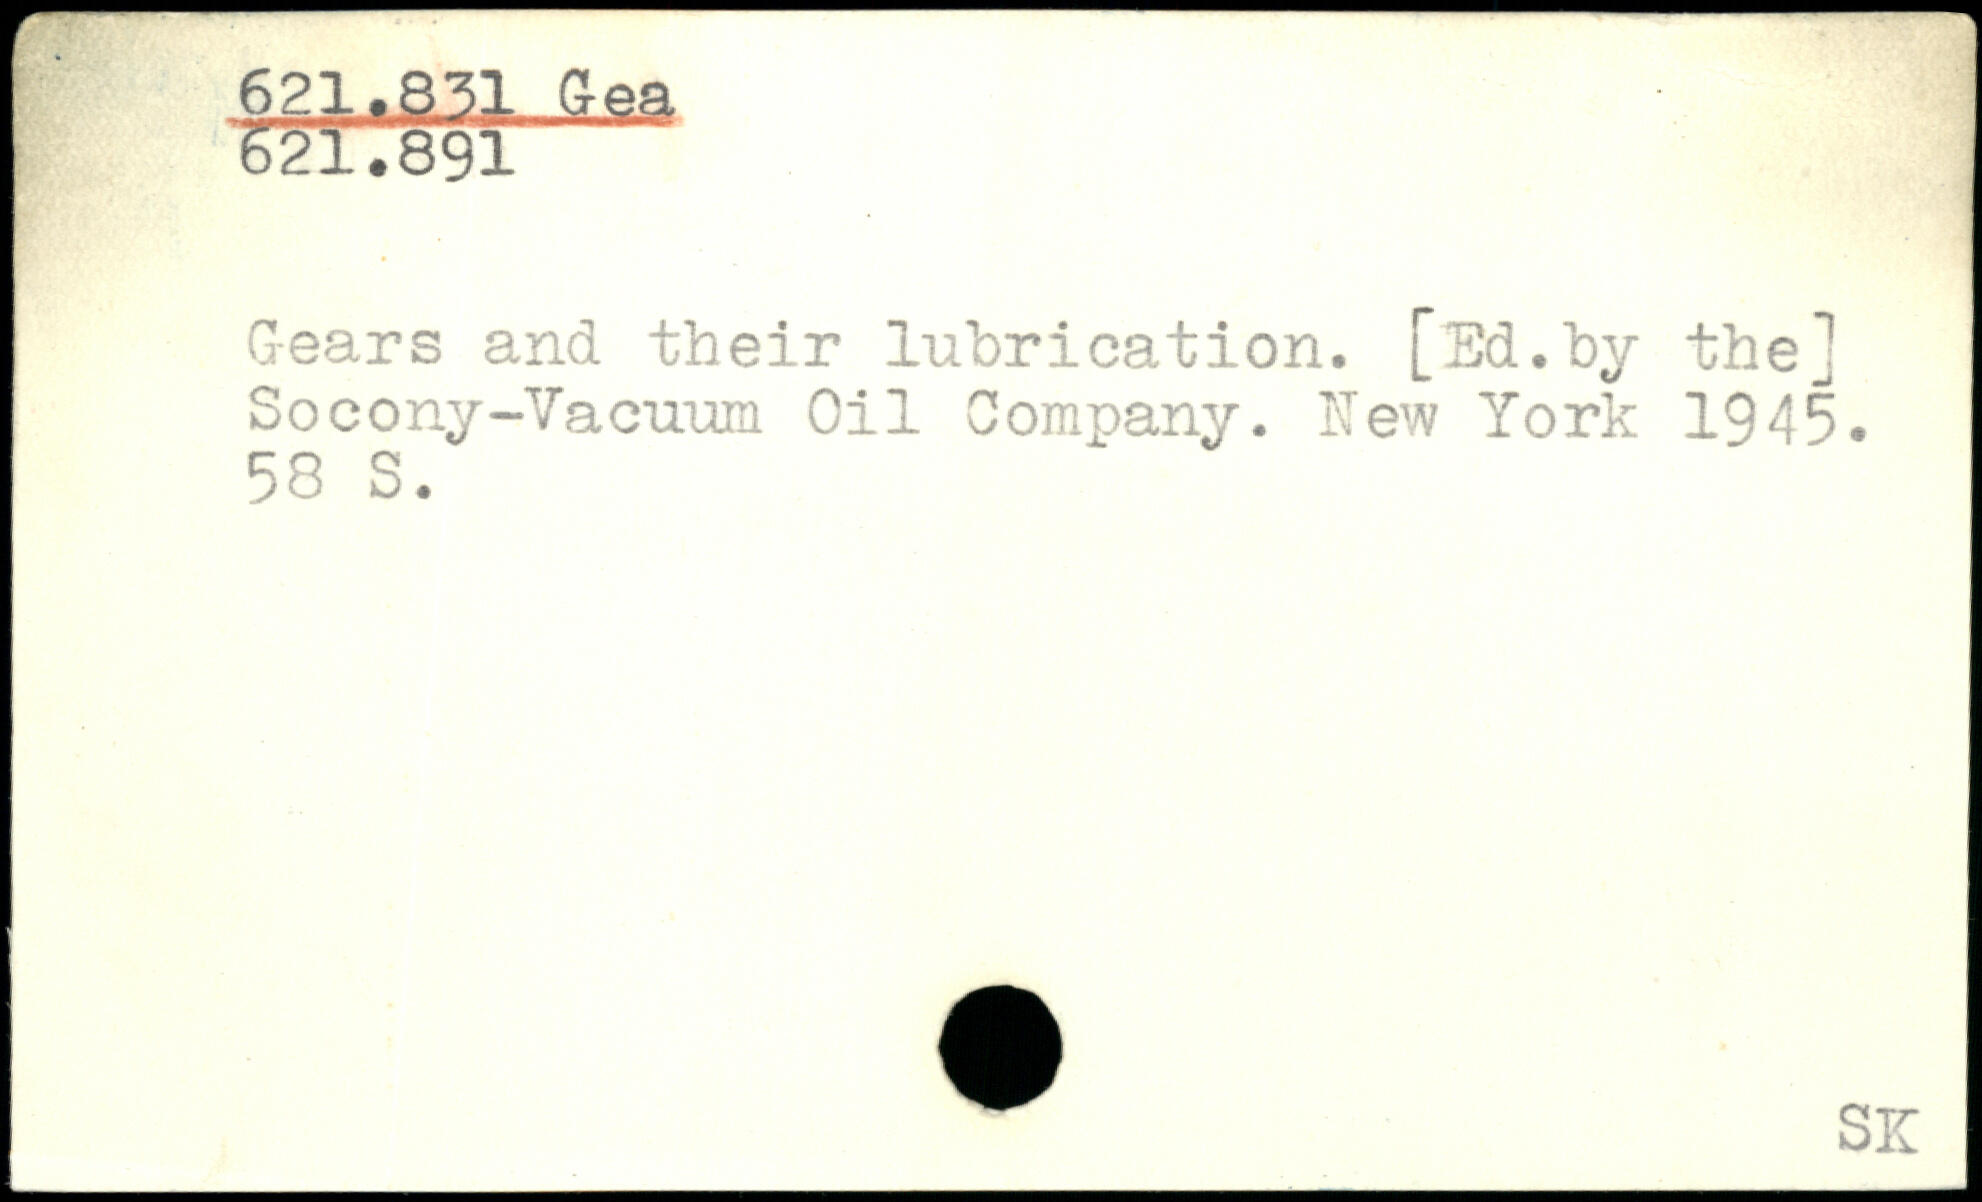 621.831 Gea
621.891
Gears and their lubrication. [Ed.by the]
Socony-Vacuum Oil Company. New York 1945.
58 S.
SK